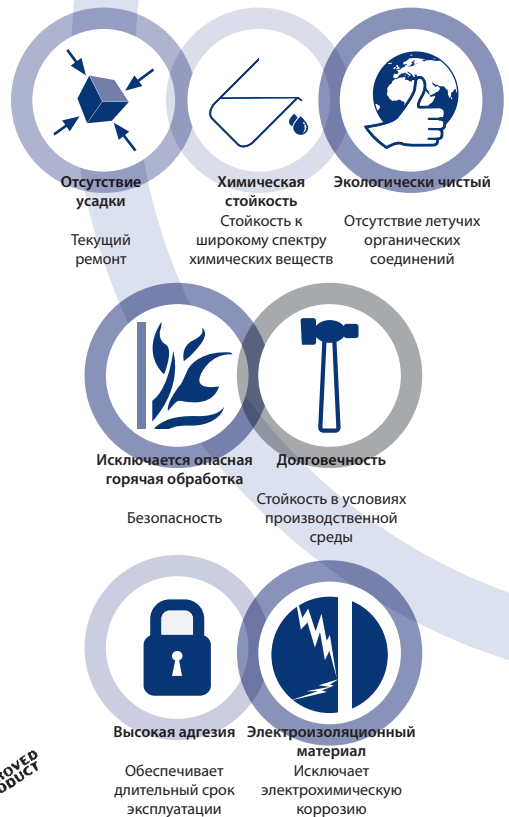 Отсутствие
усадки
Текущий
ремонт
Химическая
стойкость
Стойкость к
широкому спектру
химических веществ
Экологически чистый
Отсутствие летучих
органических
соединений
Исключается опасная
горячая обработка
Безопасность
Долговечность
Стойкость в условиях
производственной
среды
Высокая адгезия
Обеспечивает
длительный срок
эксплуатации
Электроизоляционный
материал
Исключает
электрохимическую
коррозию